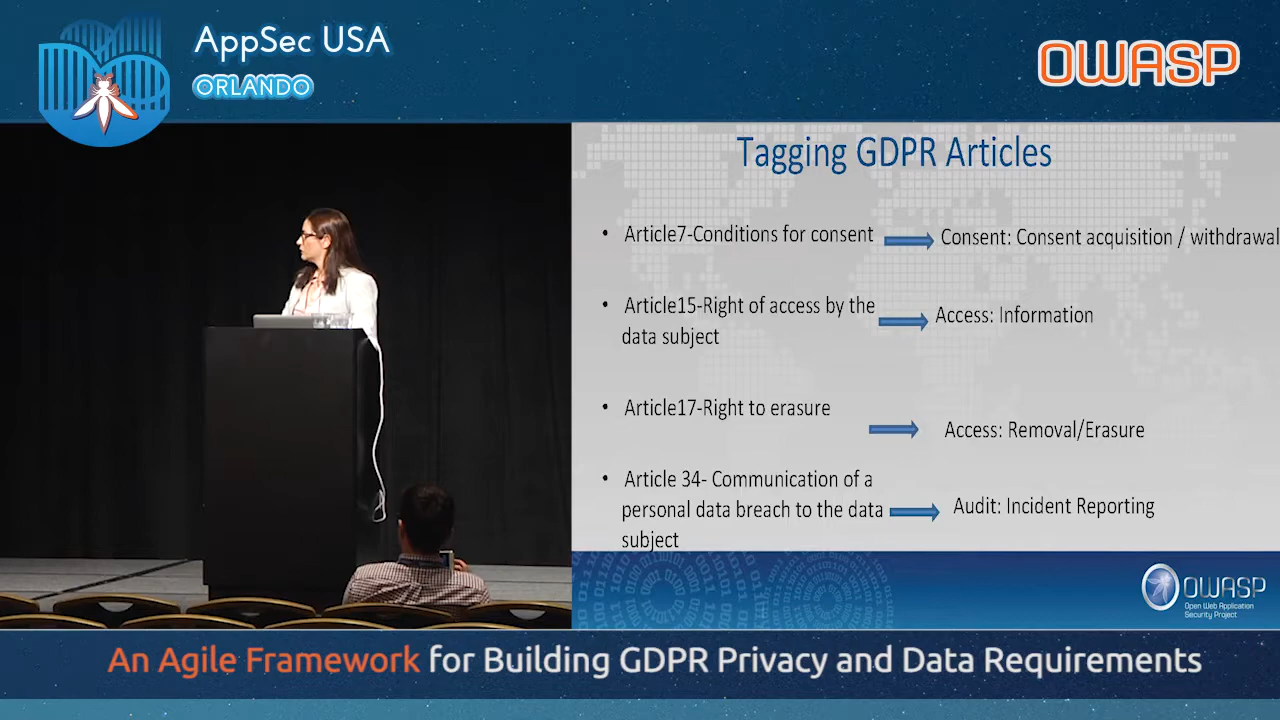 AppSec USA
ORLANDO
OWASP
Tagging GDPR Articles
• Article7-Conditions for consent
Consent: Consent acquisition / withdrawal
• Article15-Right of access by the
data subject
Access: Information
• Article17-Right to erasure
Access: Removal/Erasure
• Article 34- Communication of a
personal data breach to the data
subject
Audit: Incident Reporting
OWASP
Open Web Application
Security Project
An Agile Framework for Building GDPR Privacy and Data Requirements